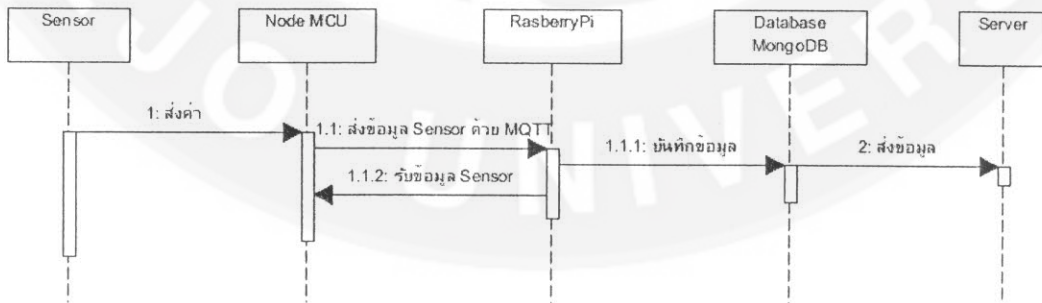 Sensor
Node MCU
RasberryPi
Database
MongoDB
Server
1: ส่งค่า
1.1: ส่งข้อมูล Sensor ด้วย MQTT
1.1.1: บันทึกข้อมูล
2: ส่งข้อมูล
1.1.2: รับข้อมูล Sensor
JO UNIVER